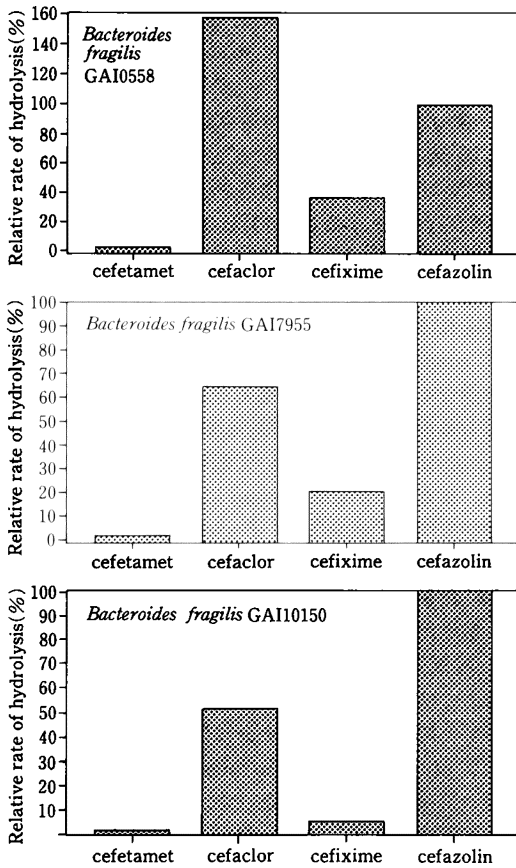 Relative rate of hydrolysis(%)
160
140
120
100
80
60
40
20
0
Bacteroides
fragilis
GAI0558
cefetamet cefaclor cefixime cefazolin
Relative rate of hydrolysis(%)
100
90
80
70
60
50
40
30
20
10
0
Bacteroides fragilis GAI7955
cefetamet cefaclor cefixime cefazolin
Relative rate of hydrolysis(%)
100
90
80
70
60
50
40
30
20
10
Bacteroides fragilis GAI10150
cefetamet cefaclor cefixime cefazolin